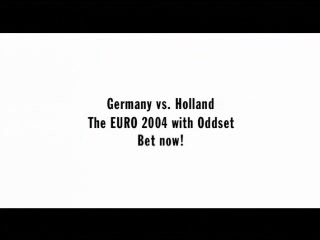 Germany vs. Holland
The EURO 2004 with Oddset
Bet now!